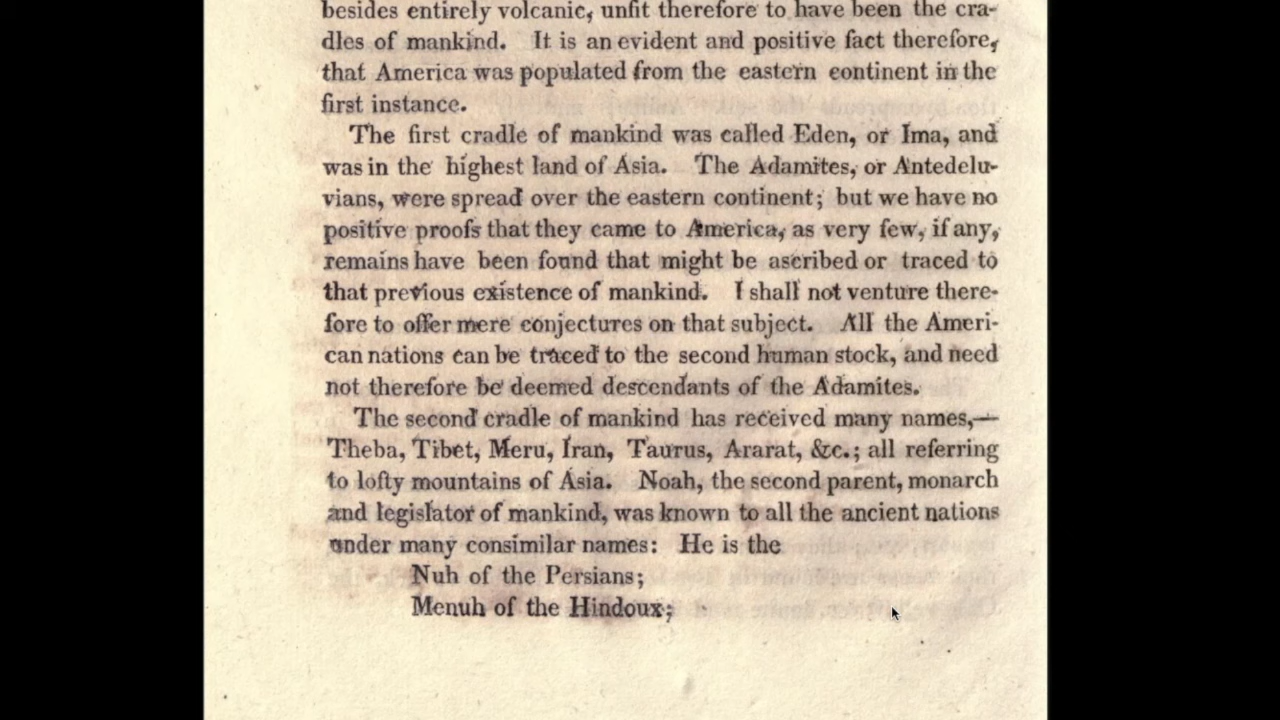 besides entirely volcanic, unfit therefore to have been the cra-
dles of mankind. It is an evident and positive fact therefore,
that America was populated from the eastern continent in the
first instance.
The first cradle of mankind was called Eden, or Ima, and
was in the highest land of Asia. The Adamites, or Antedelu-
vians, were spread over the eastern continent; but we have no
positive proofs that they came to America, as very few, if any,
remains have been found that might be ascribed or traced to
that previous existence of mankind. I shall not venture there-
fore to offer mere conjectures on that subject. All the Ameri-
can nations can be traced to the second human stock, and need
not therefore be deemed descendants of the Adamites.
The second cradle of mankind has received many names,—
Theba, Tibet, Meru, Iran, Taurus, Ararat, &c.; all referring
to lofty mountains of Asia. Noah, the second parent, monarch
and legislator of mankind, was known to all the ancient nations
under many consimilar names: He is the
Nuh of the Persians;
Menuh of the Hindoux;